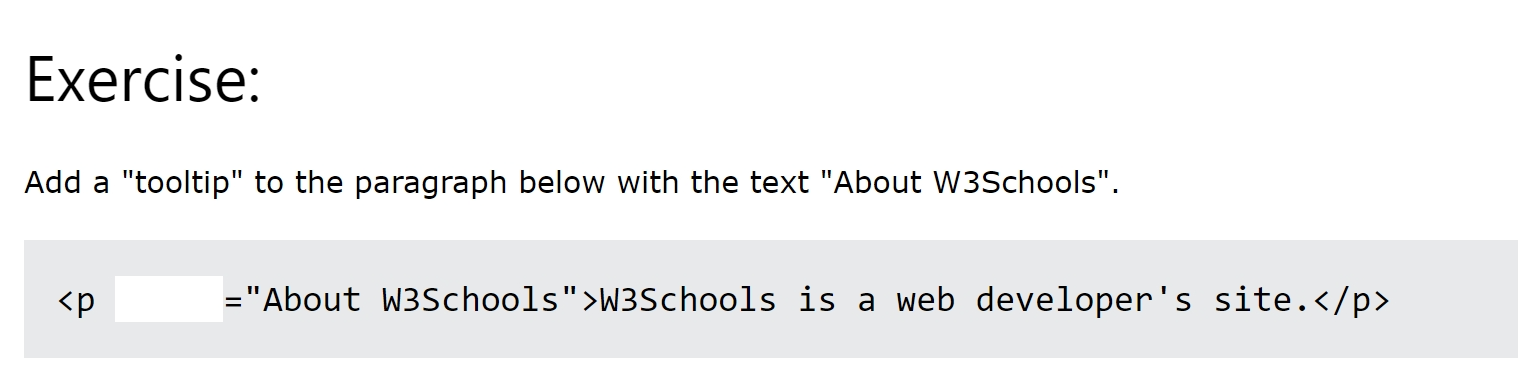 Exercise:
Add a "tooltip" to the paragraph below with the text "About W3Schools".
<p ="About W3Schools">W3Schools is a web developer's site.</p>